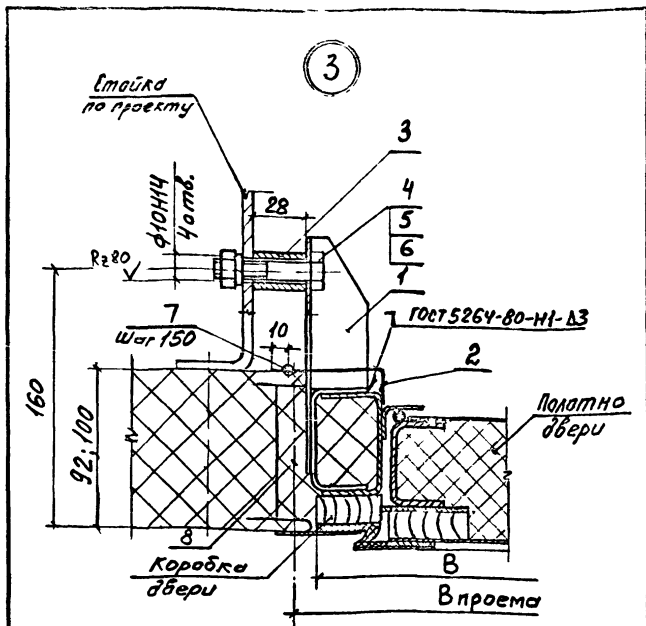 3
Стойка
по проекту
3
28
4
5
6
1
ф10Н14
4 отв.
Rz80
7
шаг 150
10
ГОСТ 5264-80-Н1-Δ3
2
Полотно
двери
160
92;100
8
Коробка
двери
В
В проема